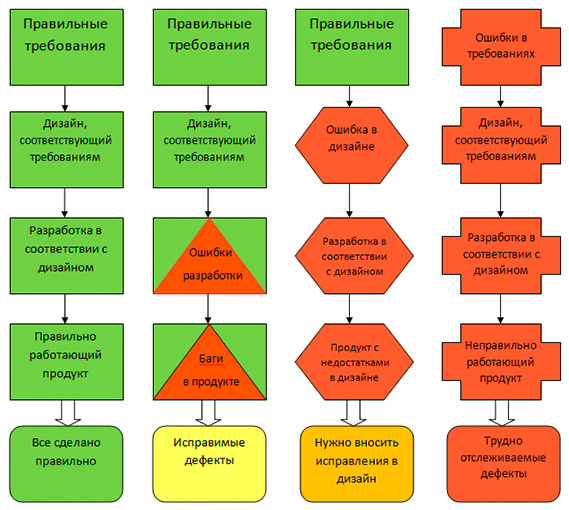 Правильные
требования
Дизайн,
соответствующий
требованиям
Разработка в
соответствии с
дизайном
Правильно
работающий
продукт
Все сделано
правильно
Правильные
требования
Дизайн,
соответствующий
требованиям
Ошибки
разработки
Баги
в продукте
Исправимые
дефекты
Правильные
требования
Ошибка в
дизайне
Разработка в
соответствии
с дизайном
Продукт с
недостатками
в дизайне
Нужно вносить
исправления в
дизайн
Ошибки в
требованиях
Дизайн,
соответствующий
требованиям
Разработка в
соответствии
с дизайном
Неправильно
работающий
продукт
Трудно
отслеживаемые
дефекты